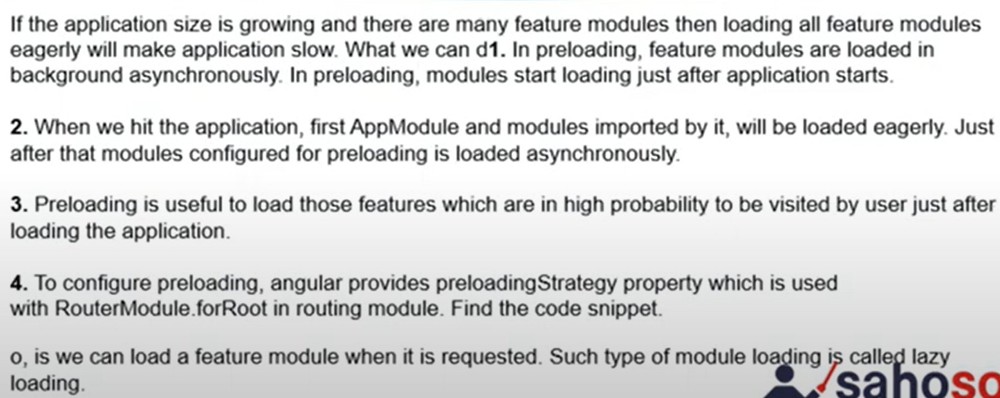 If the application size is growing and there are many feature modules then loading all feature modules
eagerly will make application slow. What we can d1. In preloading, feature modules are loaded in
background asynchronously. In preloading, modules start loading just after application starts.
2. When we hit the application, first AppModule and modules imported by it, will be loaded eagerly. Just
after that modules configured for preloading is loaded asynchronously.
3. Preloading is useful to load those features which are in high probability to be visited by user just after
loading the application.
4. To configure preloading, angular provides preloadingStrategy property which is used
with RouterModule.forRoot in routing module. Find the code snippet.
o, is we can load a feature module when it is requested. Such type of module loading is called lazy
loading.
sahoso